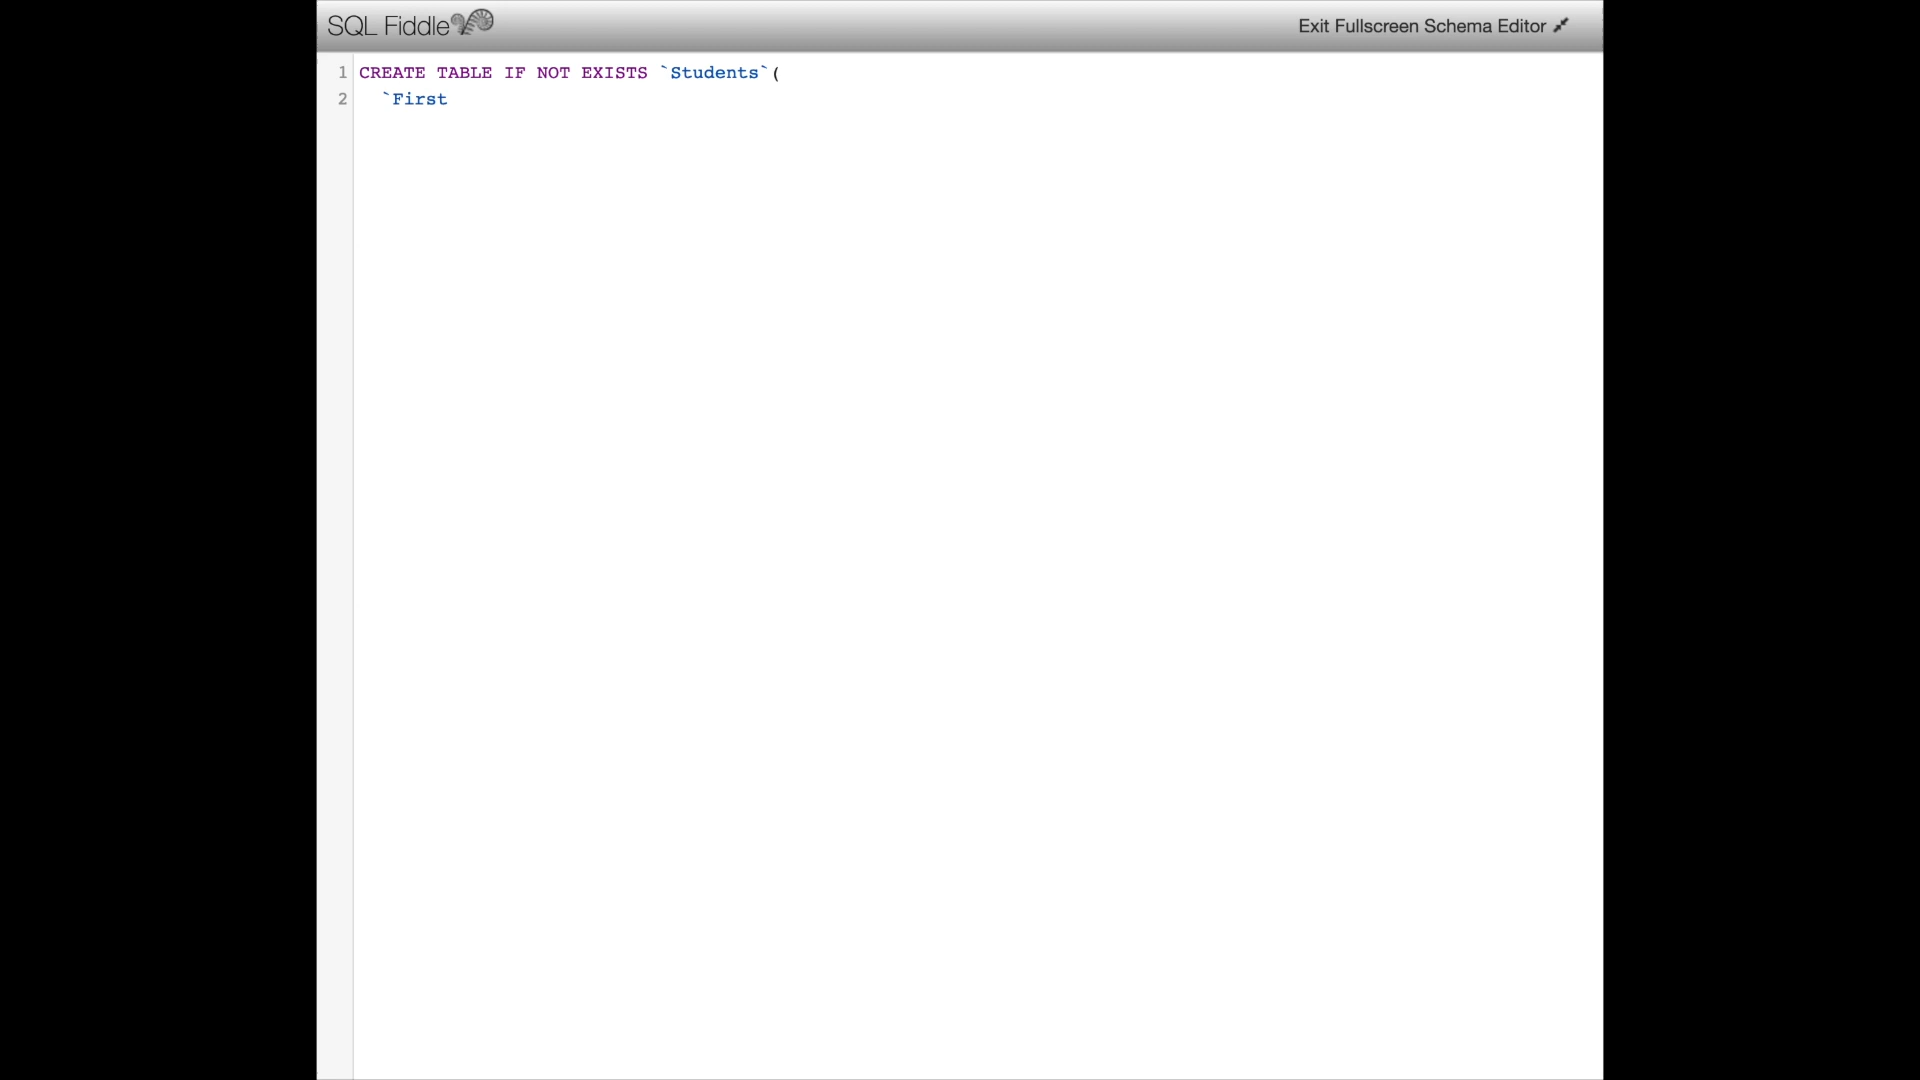 SQL Fiddle
Exit Fullscreen Schema Editor
1 CREATE TABLE IF NOT EXISTS `Students`(
2 `First